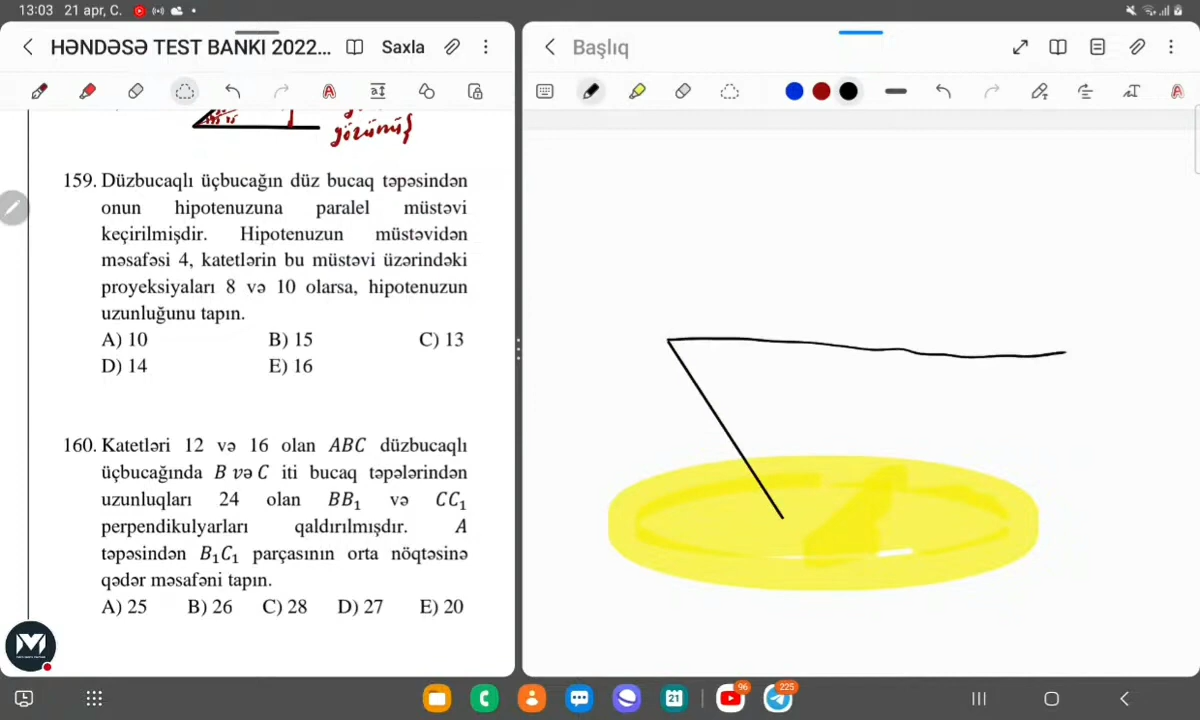 13:03 21 apr, C.
HƏNDƏSƏ TEST BANKI 2022...
Saxla
Başlıq
gözümüş
159. Düzbucaqlı üçbucağın düz bucaq təpəsindən
onun hipotenuzuna paralel müstəvi
keçirilmişdir. Hipotenuzun müstəvidən
məsafəsi 4, katetlərin bu müstəvi üzərindəki
proyeksiyaları 8 və 10 olarsa, hipotenuzun
uzunluğunu tapın.
A) 10 B) 15 C) 13
D) 14 E) 16
160. Katetləri 12 və 16 olan ABC düzbucaqlı
üçbucağında B və C iti bucaq təpələrindən
uzunluqları 24 olan BB₁ və CC₁
perpendikulyarları qaldırılmışdır. A
təpəsindən B₁C₁ parçasının orta nöqtəsinə
qədər məsafəni tapın.
A) 25 B) 26 C) 28 D) 27 E) 20
21
96
225